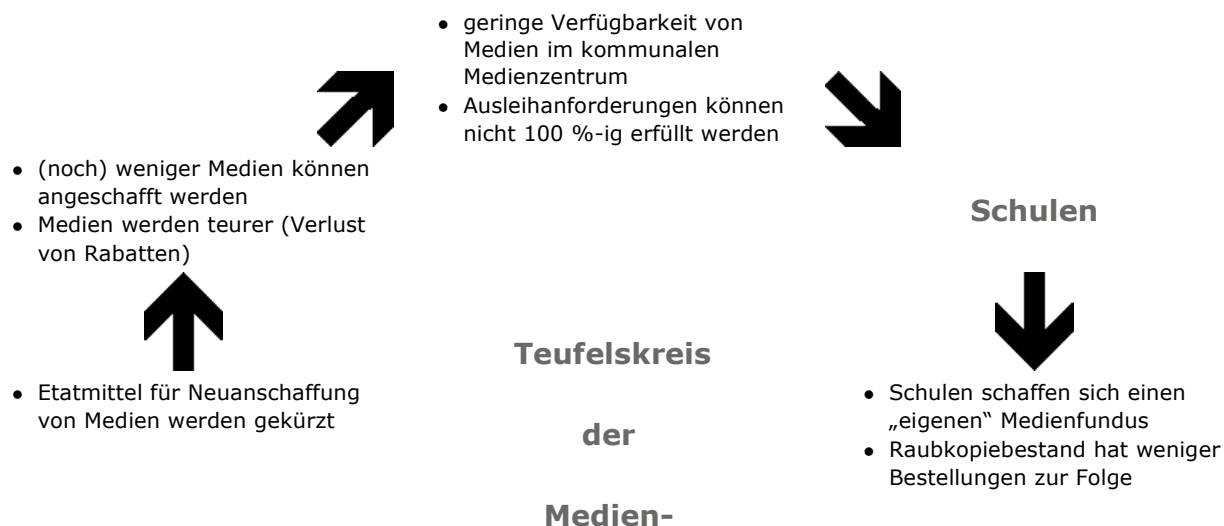 ● geringe Verfügbarkeit von
Medien im kommunalen
Medienzentrum
● Ausleihanforderungen können
nicht 100 %-ig erfüllt werden
● (noch) weniger Medien können
angeschafft werden
● Medien werden teurer (Verlust
von Rabatten)
Schulen
Teufelskreis
der
Medien-
● Etatmittel für Neuanschaffung
von Medien werden gekürzt
● Schulen schaffen sich einen
„eigenen“ Medienfundus
● Raubkopiebestand hat weniger
Bestellungen zur Folge